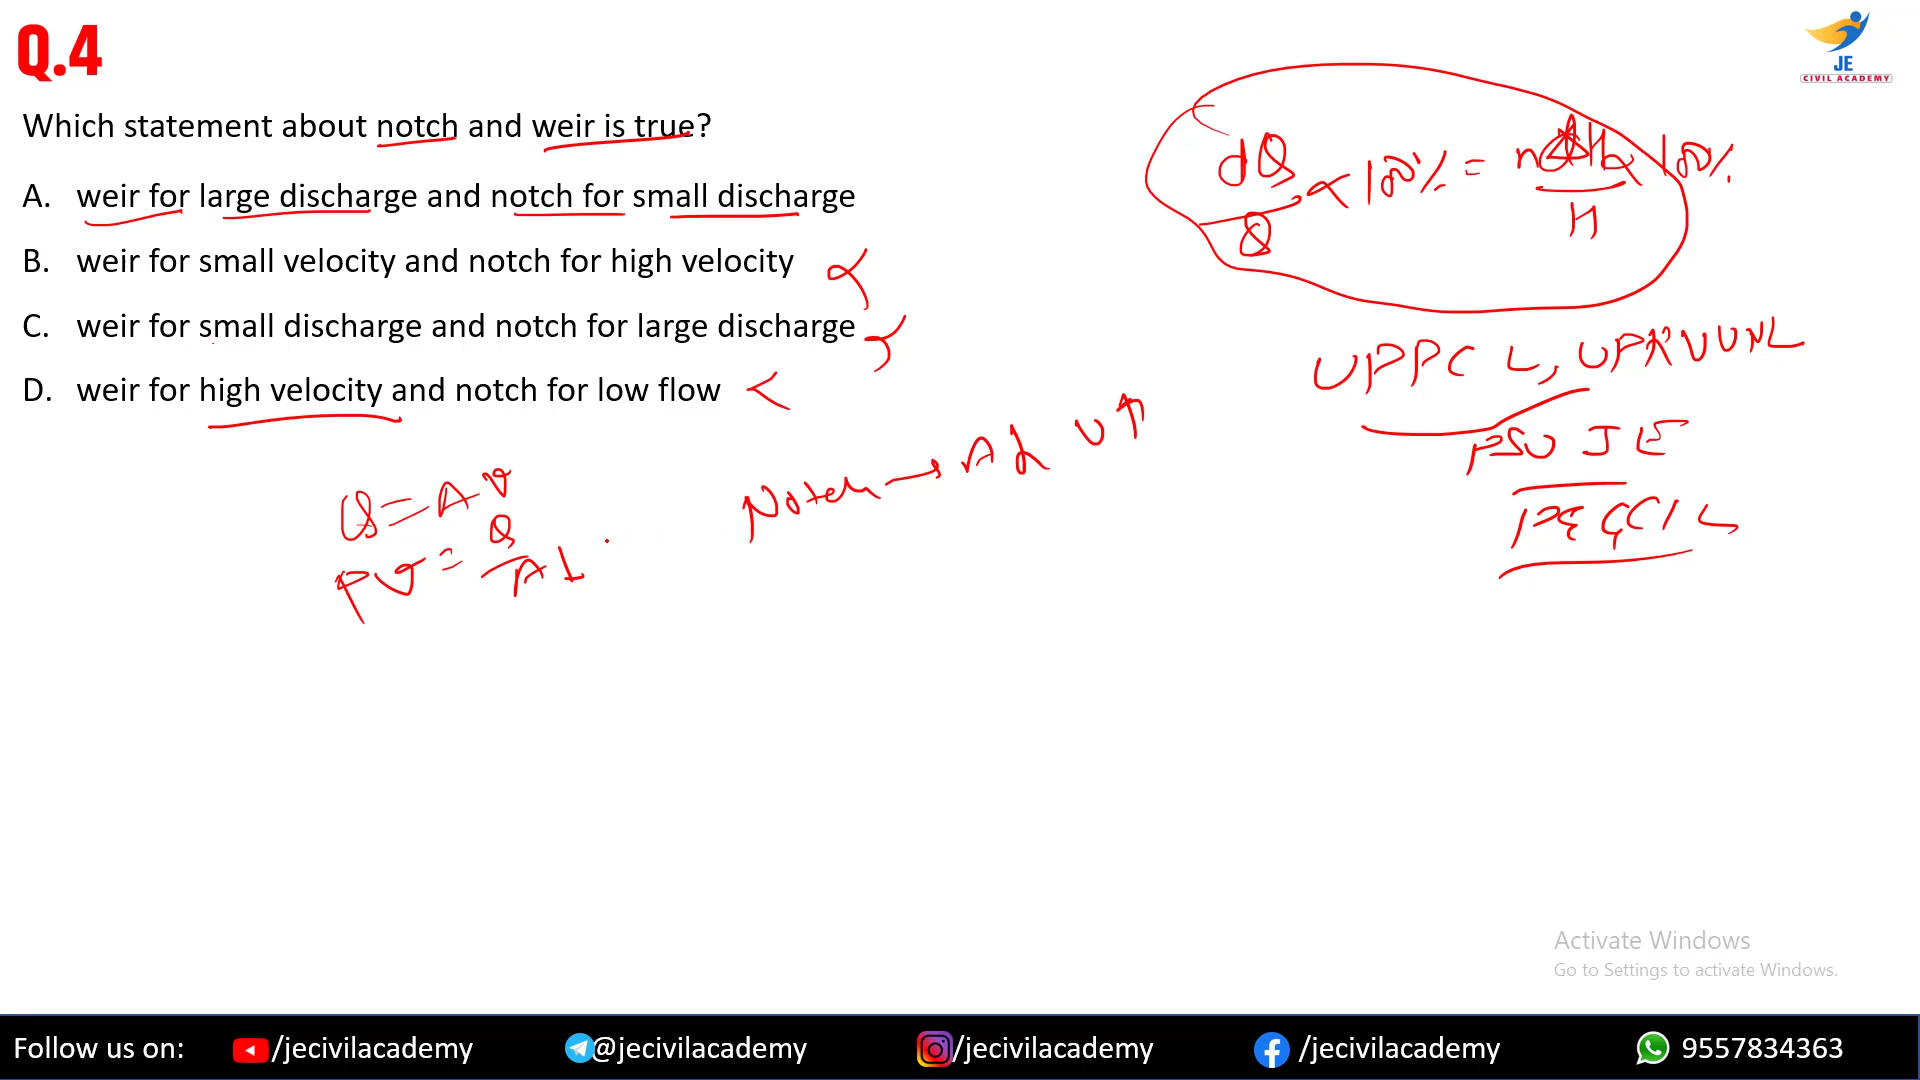 Q.4
JE
CIVIL ACADEMY
Which statement about notch and weir is true?
A. weir for large discharge and notch for small discharge
B. weir for small velocity and notch for high velocity
C. weir for small discharge and notch for large discharge
D. weir for high velocity and notch for low flow
dQ
Q
× 100% =
H
100%
UPPCL, UPRVUNL
PSU JE
Q = A v
v = Q
A ↓
Notch → A ↓ v ↑
Activate Windows
Go to Settings to activate Windows.
Follow us on: /jecivilacademy @jecivilacademy /jecivilacademy /jecivilacademy 9557834363